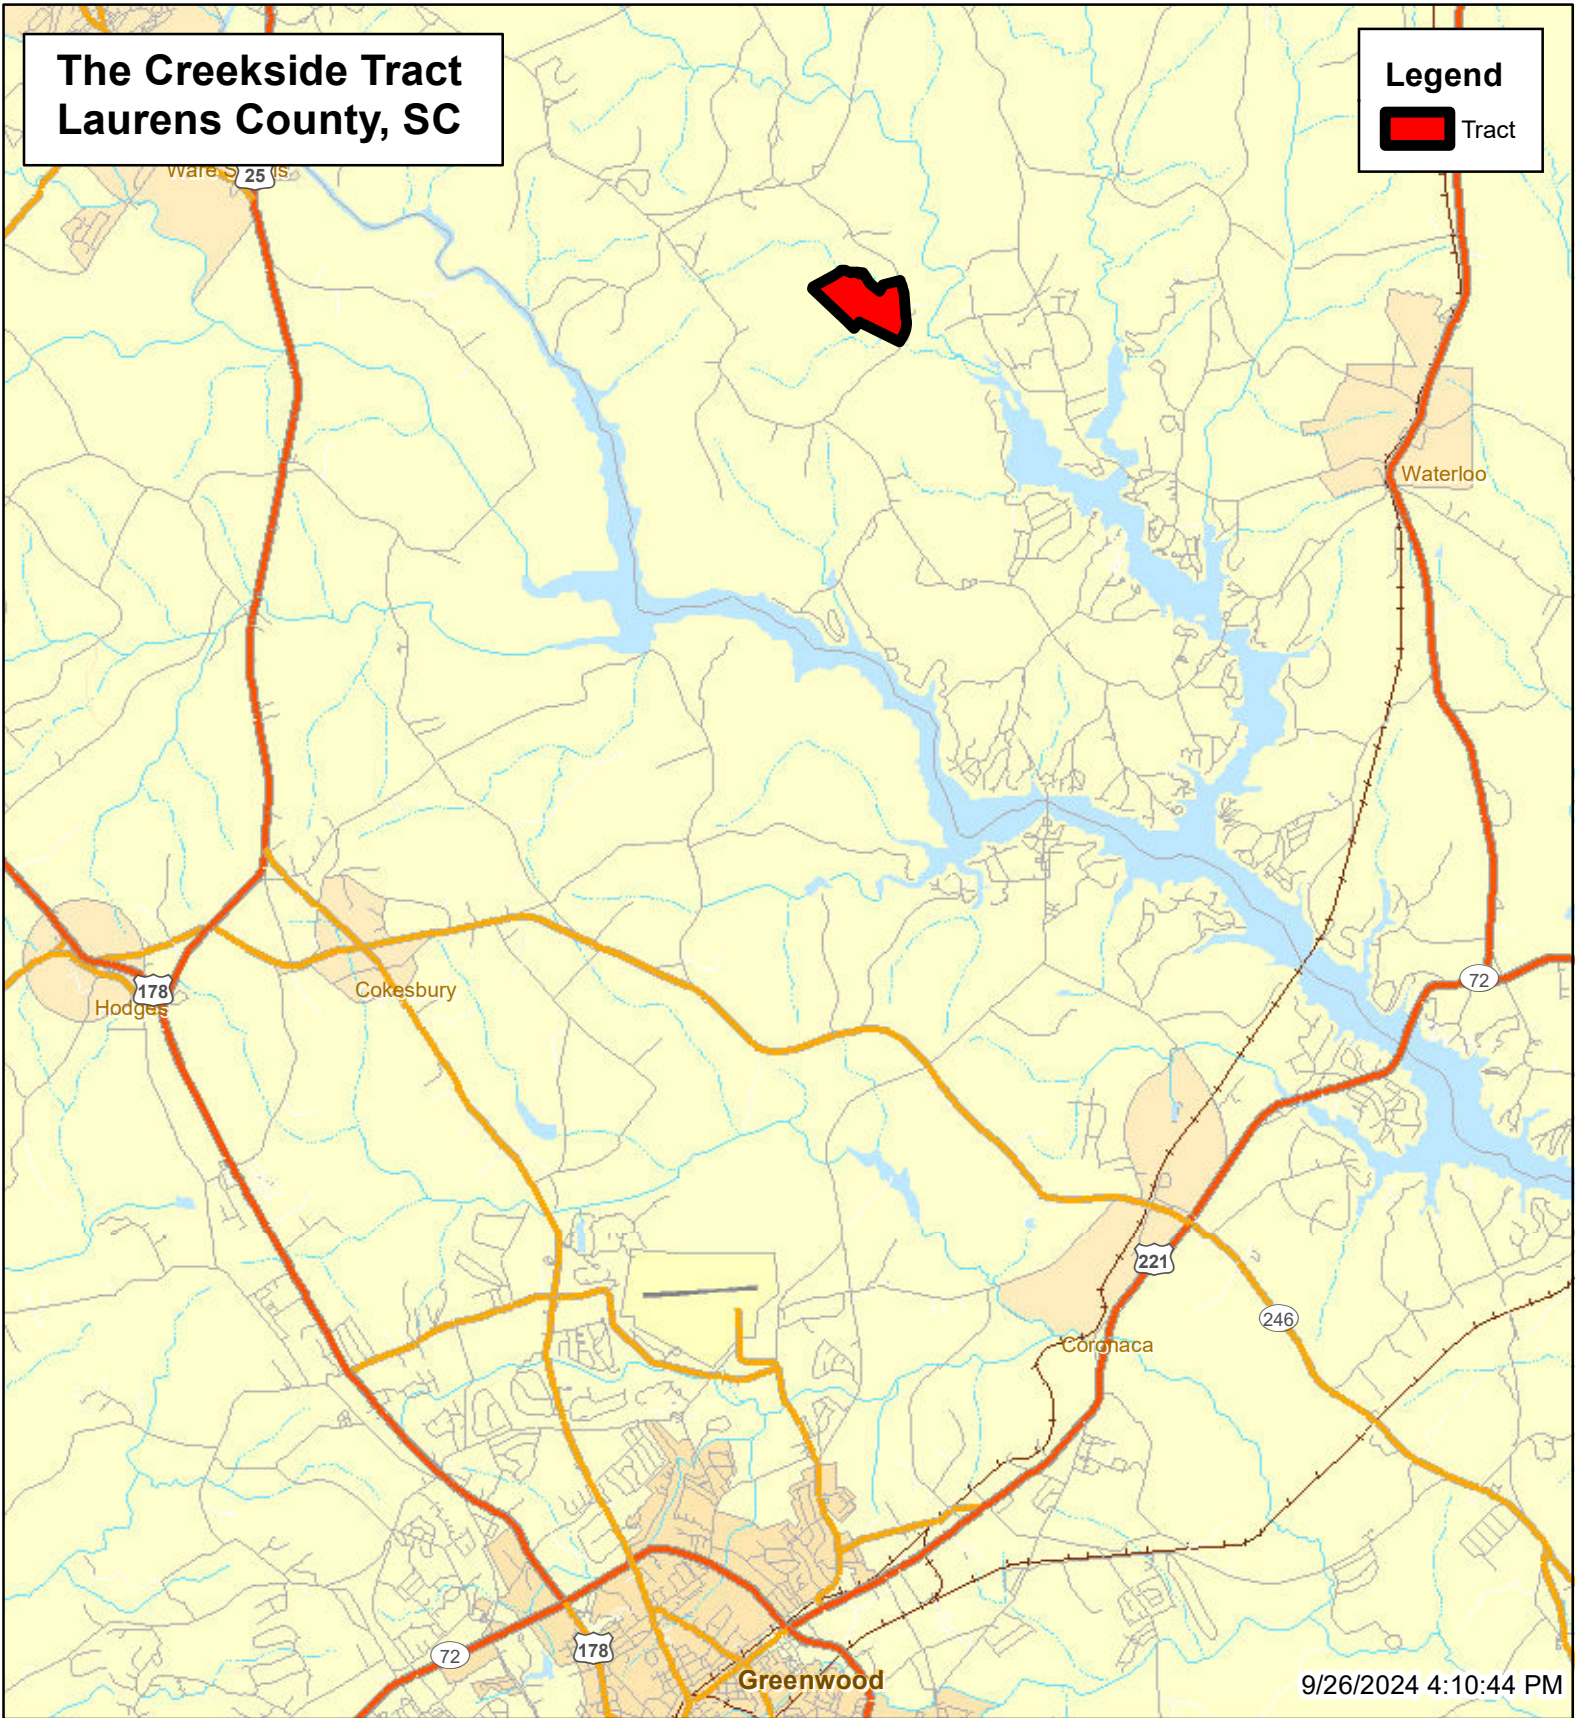 The Creekside Tract
Laurens County, SC
Legend
Tract
25
Waterloo
178
Hodges
Cokesbury
72
221
246
Coronaca
72
178
Greenwood
9/26/2024 4:10:44 PM